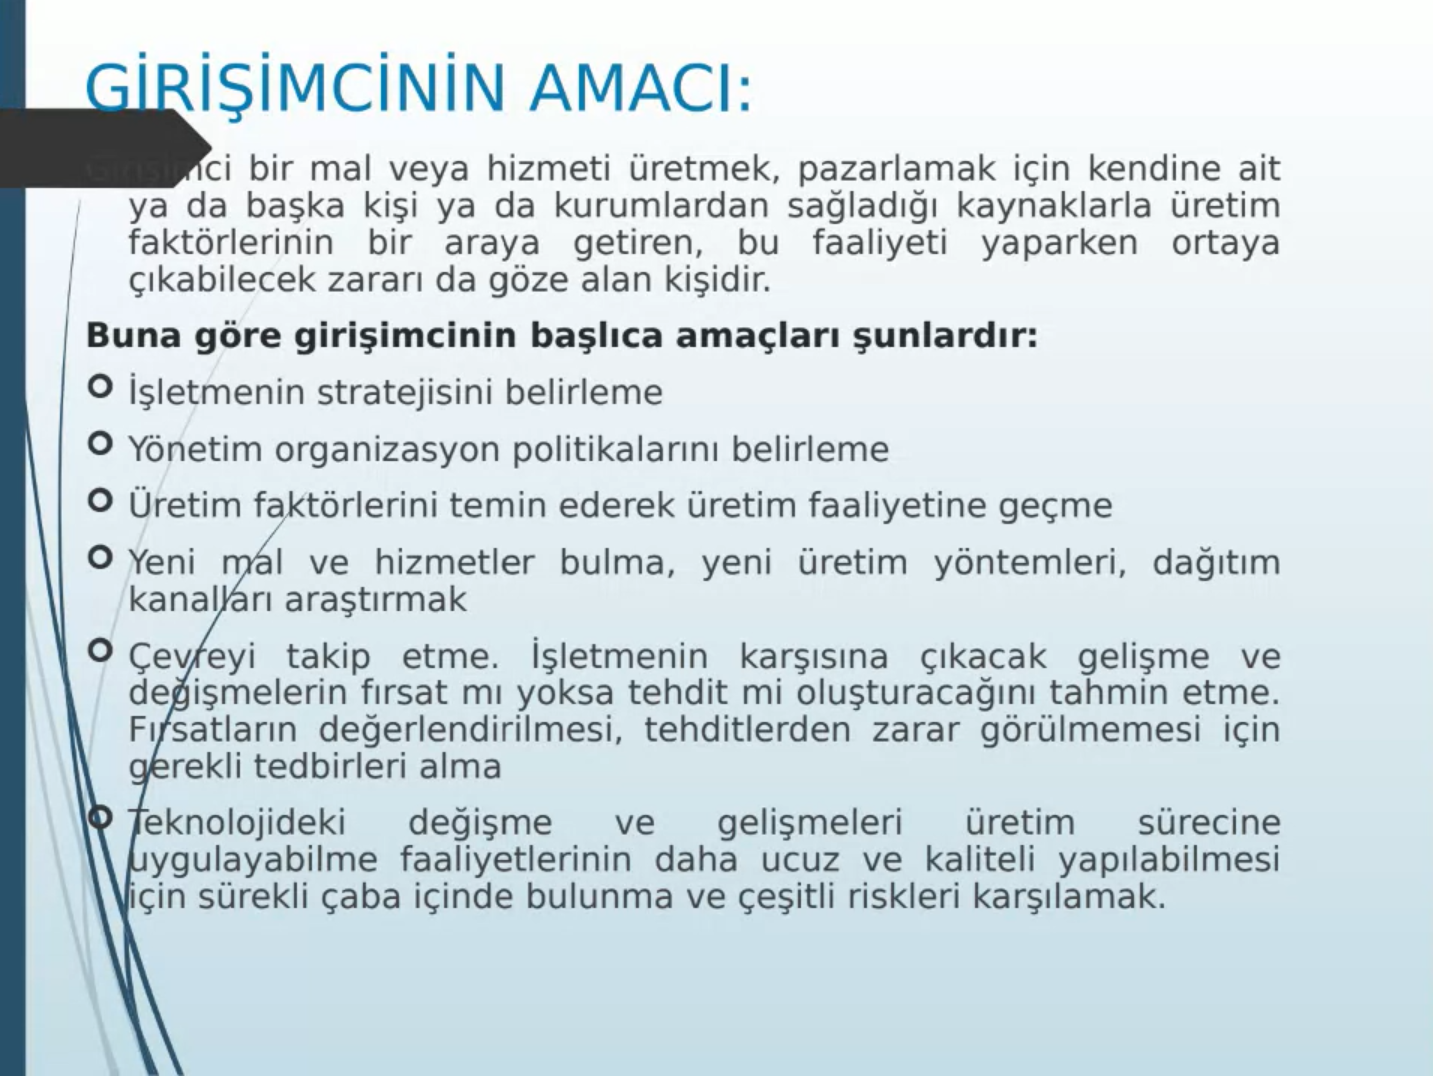 GİRİŞİMCİNİN AMACI:
Girişimci bir mal veya hizmeti üretmek, pazarlamak için kendine ait
ya da başka kişi ya da kurumlardan sağladığı kaynaklarla üretim
faktörlerinin bir araya getiren, bu faaliyeti yaparken ortaya
çıkabilecek zararı da göze alan kişidir.
Buna göre girişimcinin başlıca amaçları şunlardır:
İşletmenin stratejisini belirleme
Yönetim organizasyon politikalarını belirleme
Üretim faktörlerini temin ederek üretim faaliyetine geçme
Yeni mal ve hizmetler bulma, yeni üretim yöntemleri, dağıtım
kanalları araştırmak
Çevreyi takip etme. İşletmenin karşısına çıkacak gelişme ve
değişmelerin fırsat mı yoksa tehdit mi oluşturacağını tahmin etme.
Fırsatların değerlendirilmesi, tehditlerden zarar görülmemesi için
gerekli tedbirleri alma
Teknolojideki değişme ve gelişmeleri üretim sürecine
uygulayabilme faaliyetlerinin daha ucuz ve kaliteli yapılabilmesi
için sürekli çaba içinde bulunma ve çeşitli riskleri karşılamak.